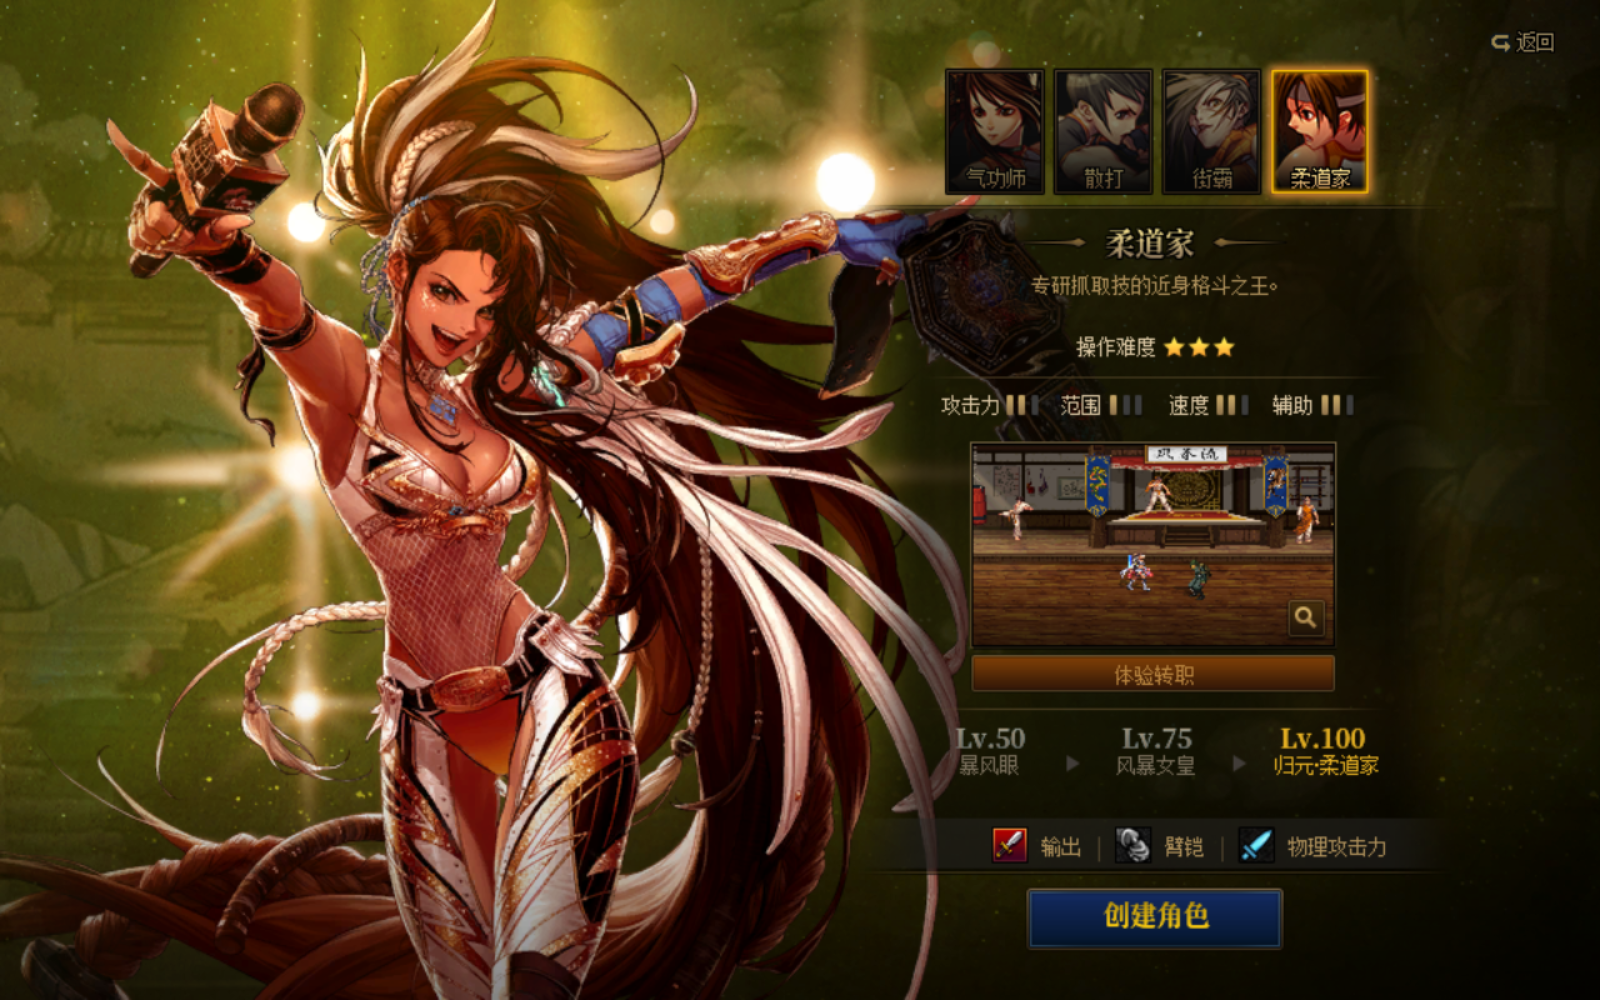 返回
气功师
散打
街霸
柔道家
柔道家
专研抓取技的近身格斗之王。
操作难度
攻击力 范围 速度 辅助
体验转职
Lv.50 Lv.75 Lv.100
暴风眼 风暴女皇 归元·柔道家
输出 | 臂铠 | 物理攻击力
创建角色